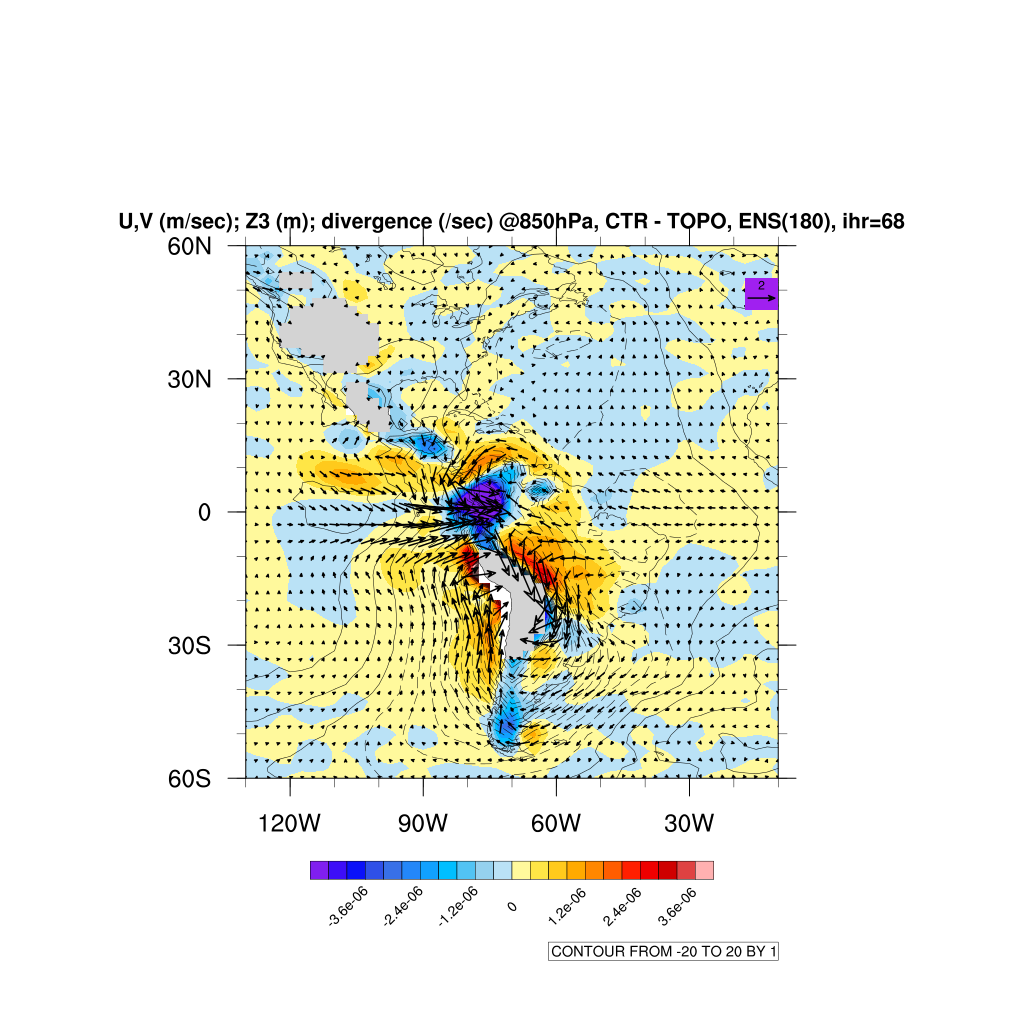 U,V (m/sec); Z3 (m); divergence (/sec) @850hPa, CTR - TOPO, ENS(180), ihr=68
60N
2
30N
0
30S
60S
120W 90W 60W 30W
-3.6e-06 -2.4e-06 -1.2e-06 0 1.2e-06 2.4e-06 3.6e-06
CONTOUR FROM -20 TO 20 BY 1